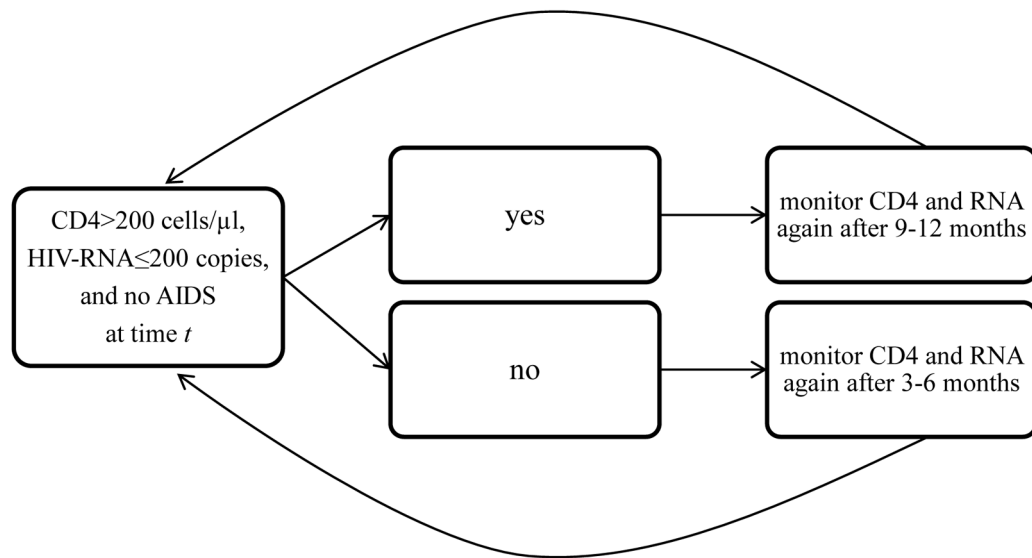 CD4>200 cells/µl,
HIV-RNA≤200 copies,
and no AIDS
at time t
yes
monitor CD4 and RNA
again after 9-12 months
no
monitor CD4 and RNA
again after 3-6 months